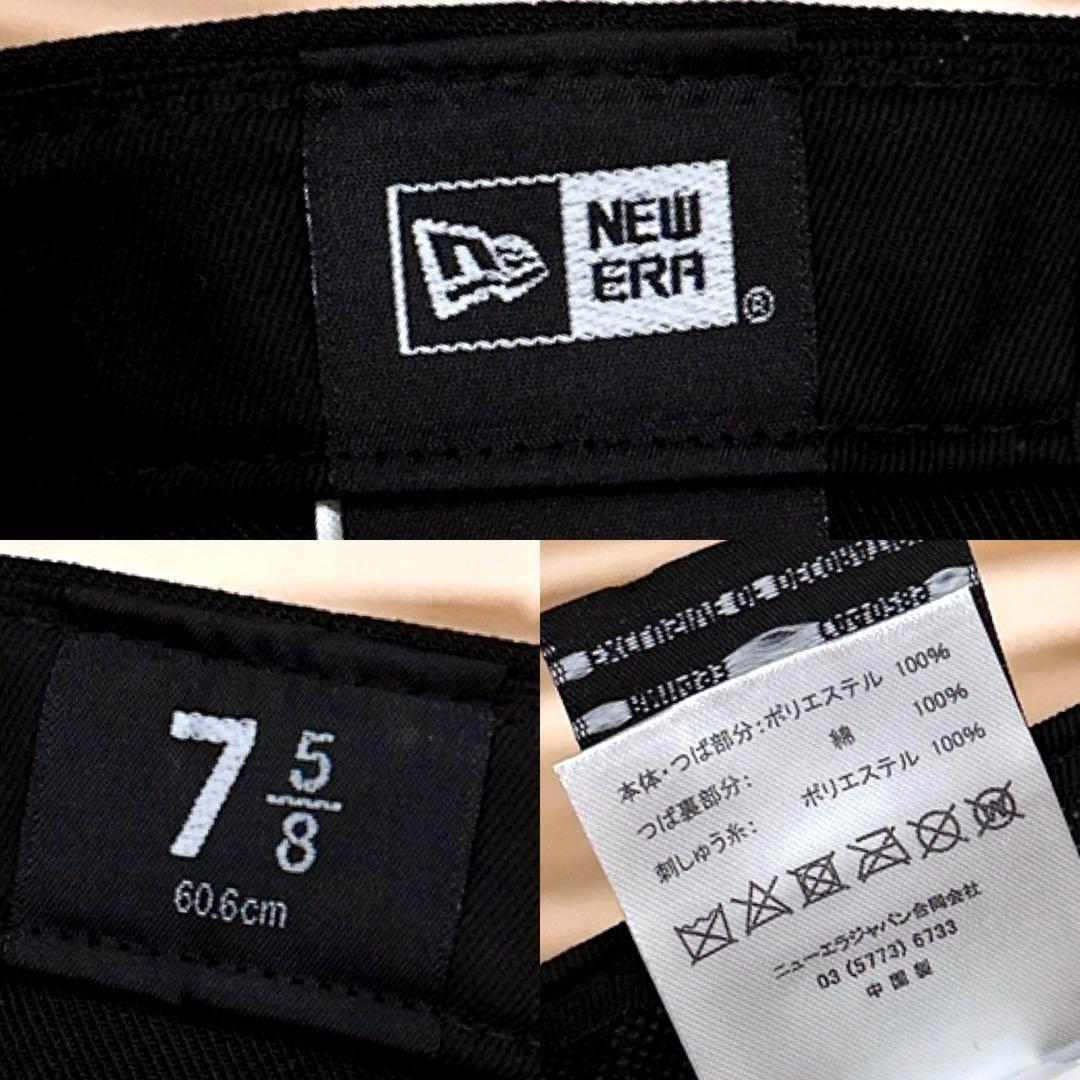 NEW
ERA
®
7 5/8
60.6cm
本体・つば部分:ポリエステル 100%
つば裏部分: 綿 100%
刺しゅう糸: ポリエステル 100%
ニューエラジャパン合同会社
03 (5773) 6733
中国製